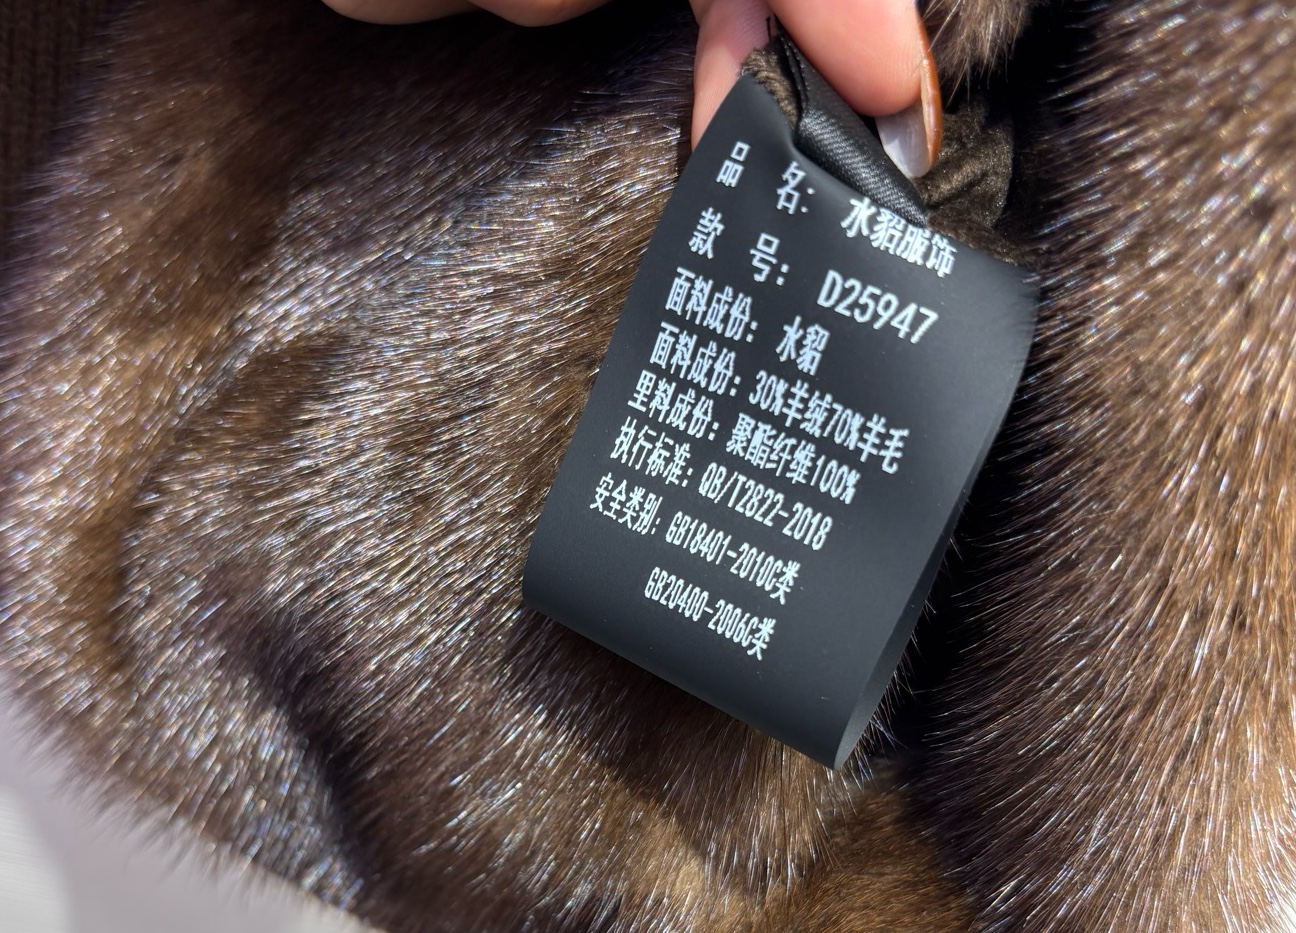 品 名: 水貂服饰
款 号: D25947
面料成份: 水貂
面料成份: 30%羊绒70%羊毛
里料成份: 聚酯纤维100%
执行标准: QB/T2822-2018
安全类别: GB18401-2010C类
GB20400-2006C类